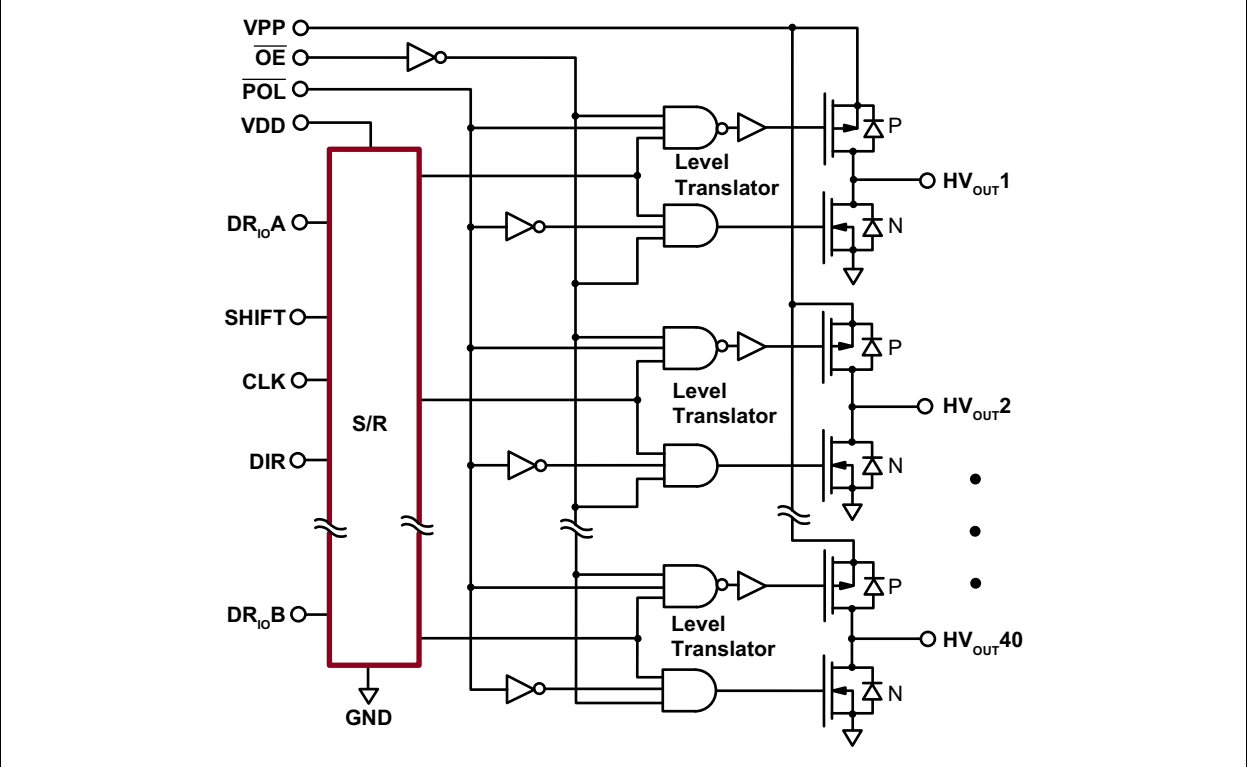 VPP
OE
POL
VDD
DRIOA
SHIFT
CLK
DIR
DRIOB
S/R
GND
Level
Translator
P
HVOUT1
N
Level
Translator
P
HVOUT2
N
Level
Translator
P
HVOUT40
N